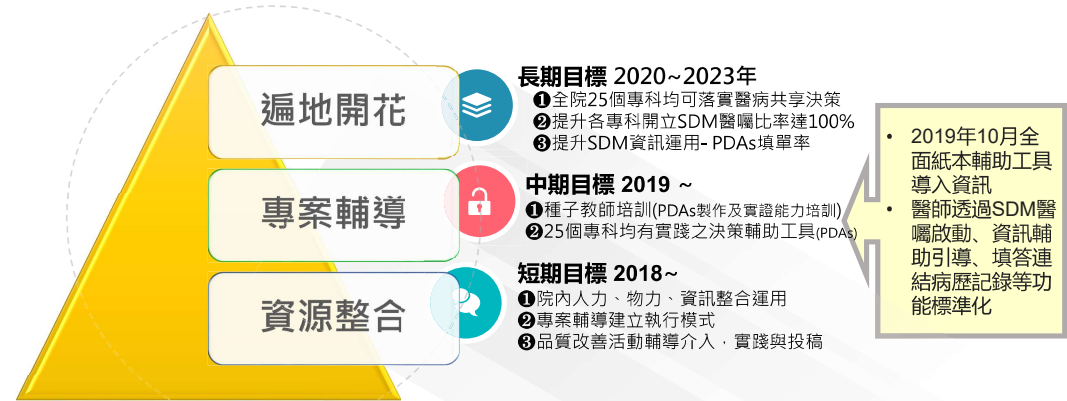 遍地開花
長期目標 2020~2023年
❶全院25個專科均可落實醫病共享決策
❷提升各專科開立SDM醫囑比率達100%
❸提升SDM資訊運用- PDAs填單率
專案輔導
中期目標 2019 ~
❶種子教師培訓(PDAs製作及實證能力培訓)
❷25個專科均有實踐之決策輔助工具(PDAs)
資源整合
短期目標 2018~
❶院內人力、物力、資訊整合運用
❷專案輔導建立執行模式
❸品質改善活動輔導介入，實踐與投稿
• 2019年10月全
面紙本輔助工具
導入資訊
• 醫師透過SDM醫
囑啟動、資訊輔
助引導、填答連
結病歷記錄等功
能標準化